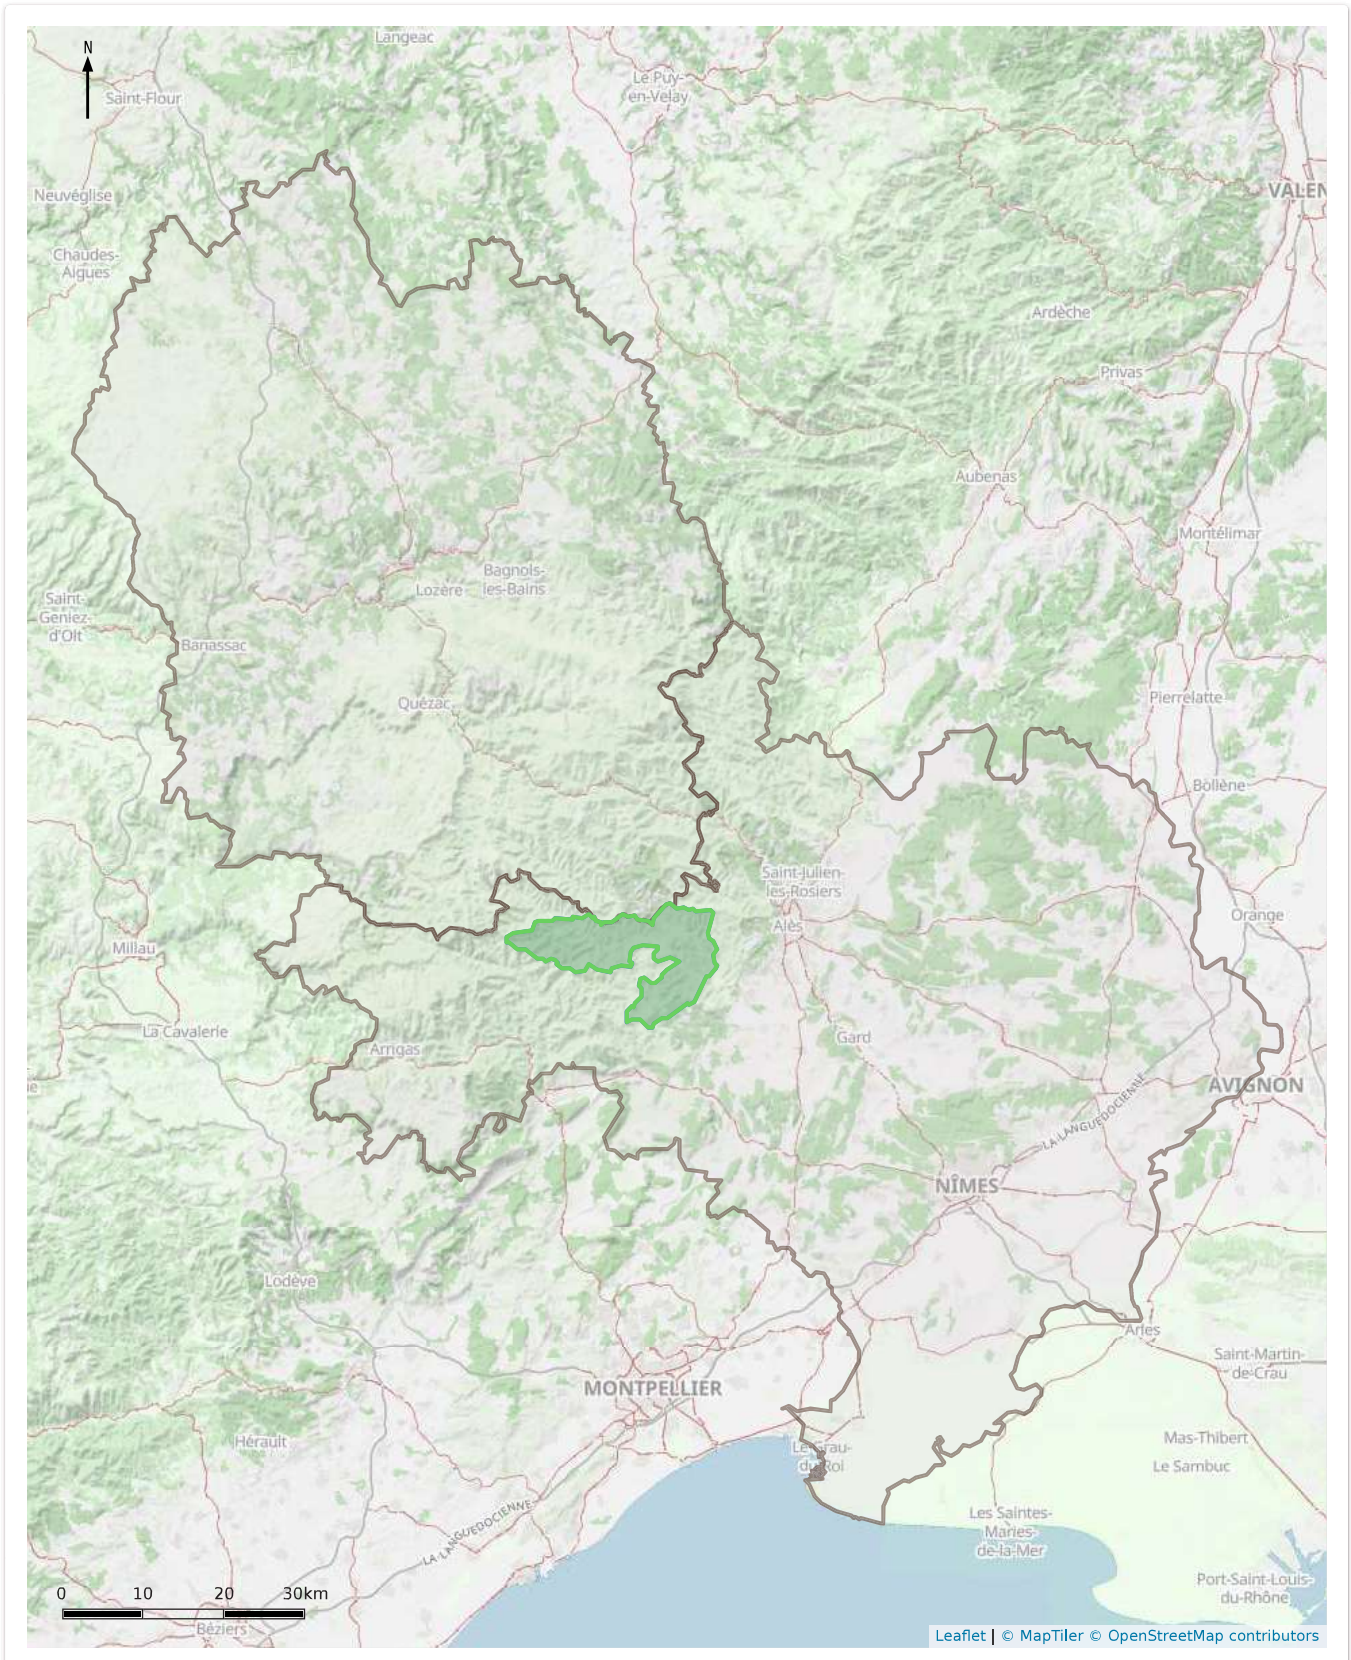 Langeac
N
Le Puy-
en-Velay
Saint-Flour
VALEN
Neuvéglise
Chaudes-
Aigues
Ardèche
Privas
Aubenas
Montélimar
Bagnols-
les-Bains
Lozère
Saint-
Geniez-
d'Olt
Banassac
Quézac
Pierrelatte
Bollène
Saint-Julien-
les-Rosiers
Orange
Alès
Millau
La Cavalerie
Gard
Arrigas
AVIGNON
LA LANGUEDOCIENNE
NÎMES
Lodève
Arles
Saint-Martin-
de-Crau
MONTPELLIER
Hérault
Le Grau-
du-Roi
Mas-Thibert
Le Sambuc
LA LANGUEDOCIENNE
Les Saintes-
Maries-
de-la-Mer
Port-Saint-Louis-
du-Rhône
0 10 20 30km
Béziers
Leaflet | © MapTiler © OpenStreetMap contributors